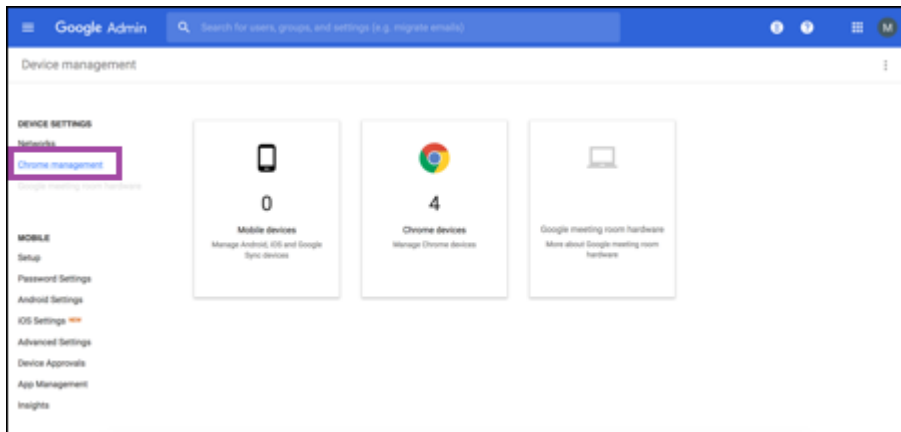 Google Admin
Search for users, groups, and settings (e.g. migrate emails)
M
Device management
DEVICE SETTINGS
Networks
Chrome management
Google meeting room hardware
MOBILE
Setup
Password Settings
Android Settings
iOS Settings NEW
Advanced Settings
Device Approvals
App Management
Insights
0
Mobile devices
Manage Android, iOS and Google
Sync devices
4
Chrome devices
Manage Chrome devices
Google meeting room hardware
More about Google meeting room
hardware